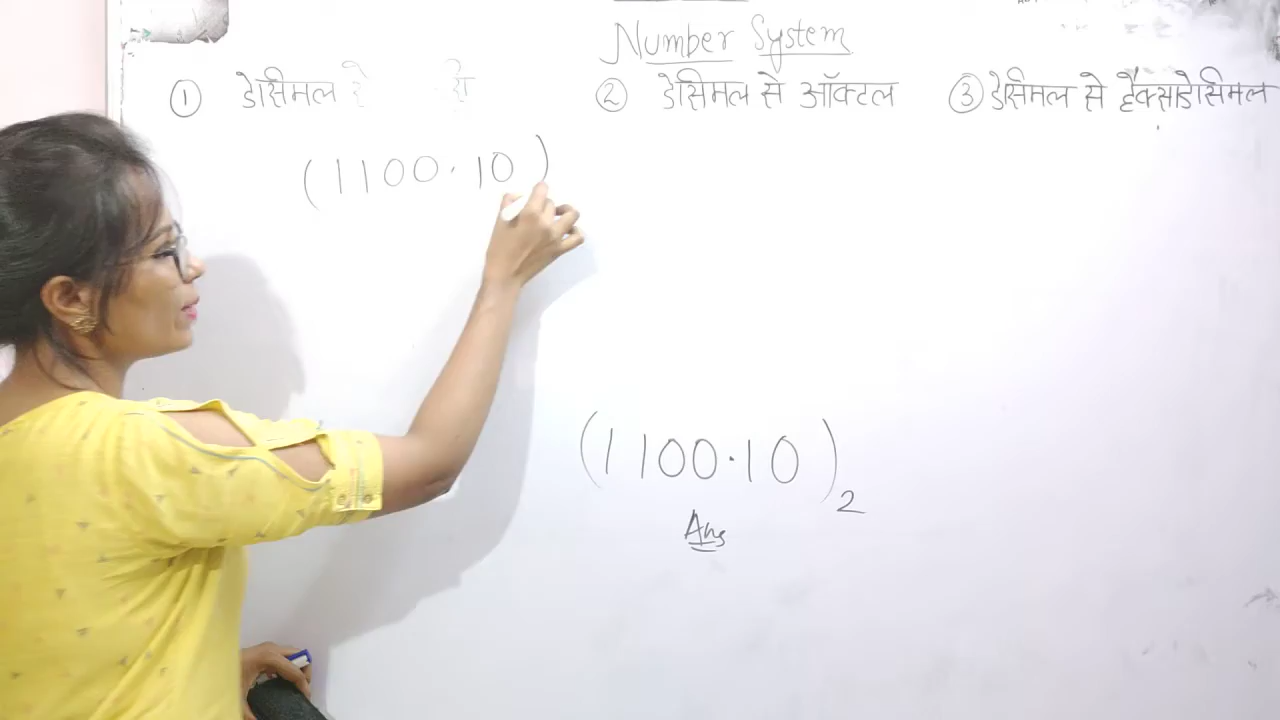 Number System
① डेसिमल
② डेसिमल से ऑक्टल
③ डेसिमल से हैक्साडेसिमल
(1100.10)
(1100.10)2
Ans